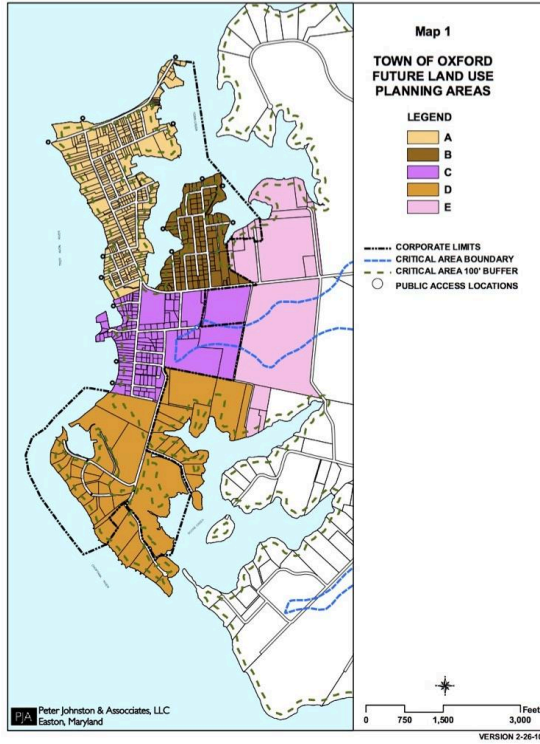 Map 1
TOWN OF OXFORD
FUTURE LAND USE
PLANNING AREAS
LEGEND
A
B
C
D
E
CORPORATE LIMITS
CRITICAL AREA BOUNDARY
CRITICAL AREA 100' BUFFER
PUBLIC ACCESS LOCATIONS
PJA Peter Johnston & Associates, LLC
Easton, Maryland
Feet
0 750 1,500 3,000